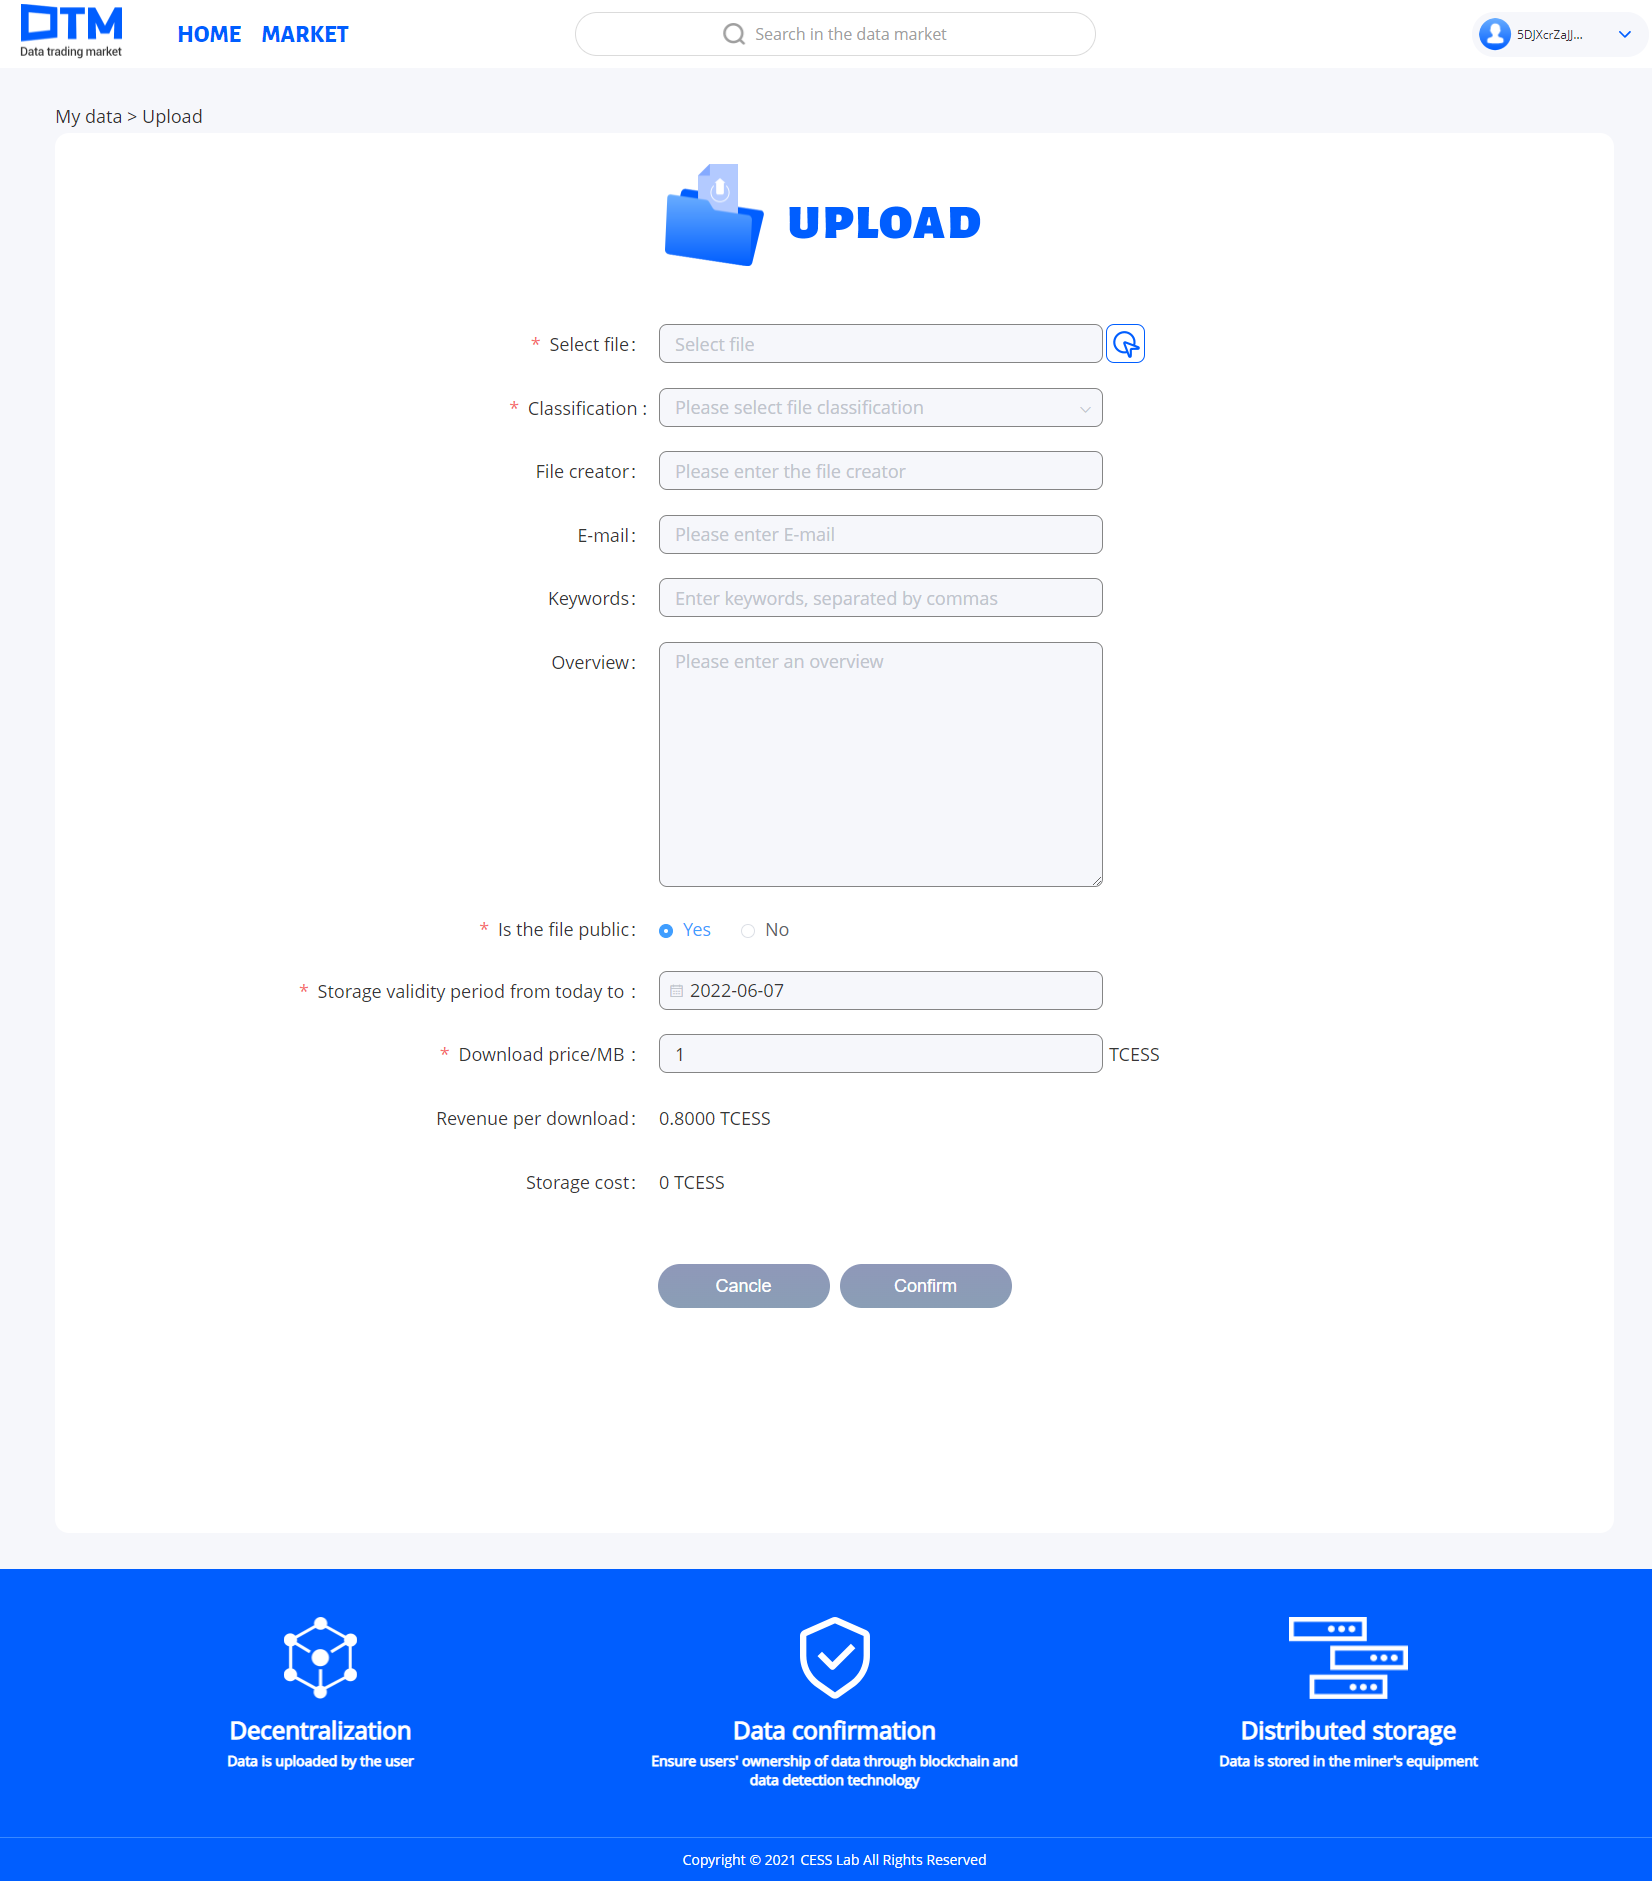 DTM
Data trading market
HOME MARKET
Search in the data market
5DJXcrZaJJ...
My data > Upload
UPLOAD
* Select file: Select file
* Classification : Please select file classification
File creator: Please enter the file creator
E-mail: Please enter E-mail
Keywords: Enter keywords, separated by commas
Overview: Please enter an overview
* Is the file public: Yes No
* Storage validity period from today to : 2022-06-07
* Download price/MB : 1 TCESS
Revenue per download: 0.8000 TCESS
Storage cost: 0 TCESS
Cancle Confirm
Decentralization
Data is uploaded by the user
Data confirmation
Ensure users' ownership of data through blockchain and
data detection technology
Distributed storage
Data is stored in the miner's equipment
Copyright © 2021 CESS Lab All Rights Reserved